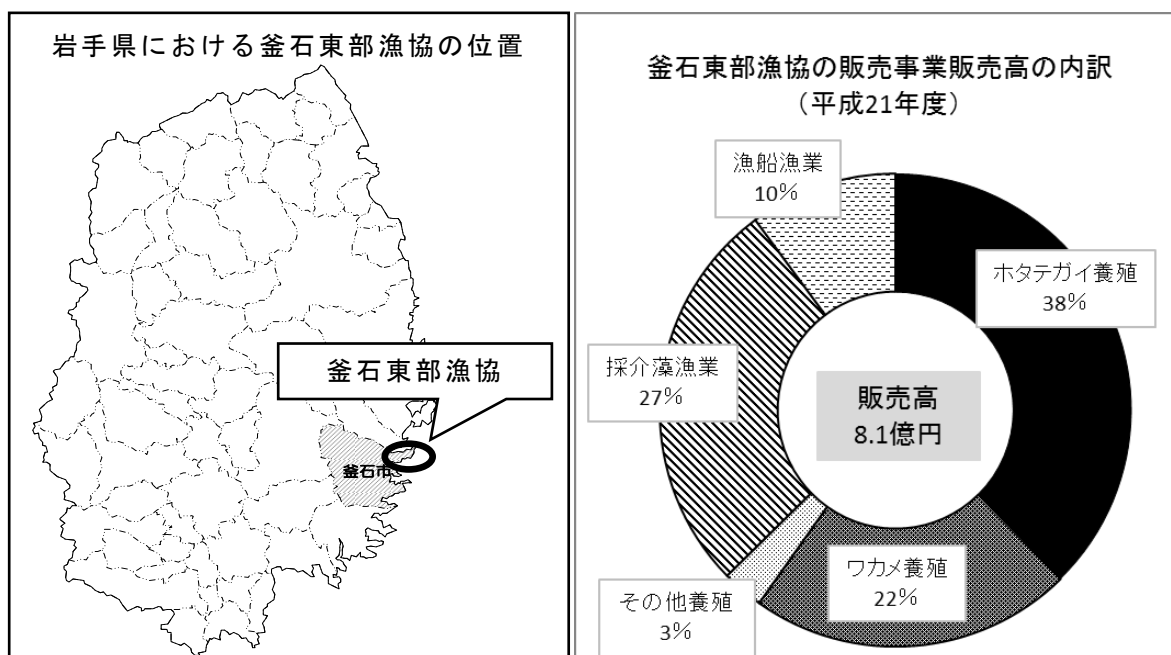 岩手県における釜石東部漁協の位置
釜石東部漁協
釜石市
釜石東部漁協の販売事業販売高の内訳
（平成21年度）
漁船漁業
10%
ホタテガイ養殖
38%
採介藻漁業
27%
販売高
8.1億円
ワカメ養殖
22%
その他養殖
3%